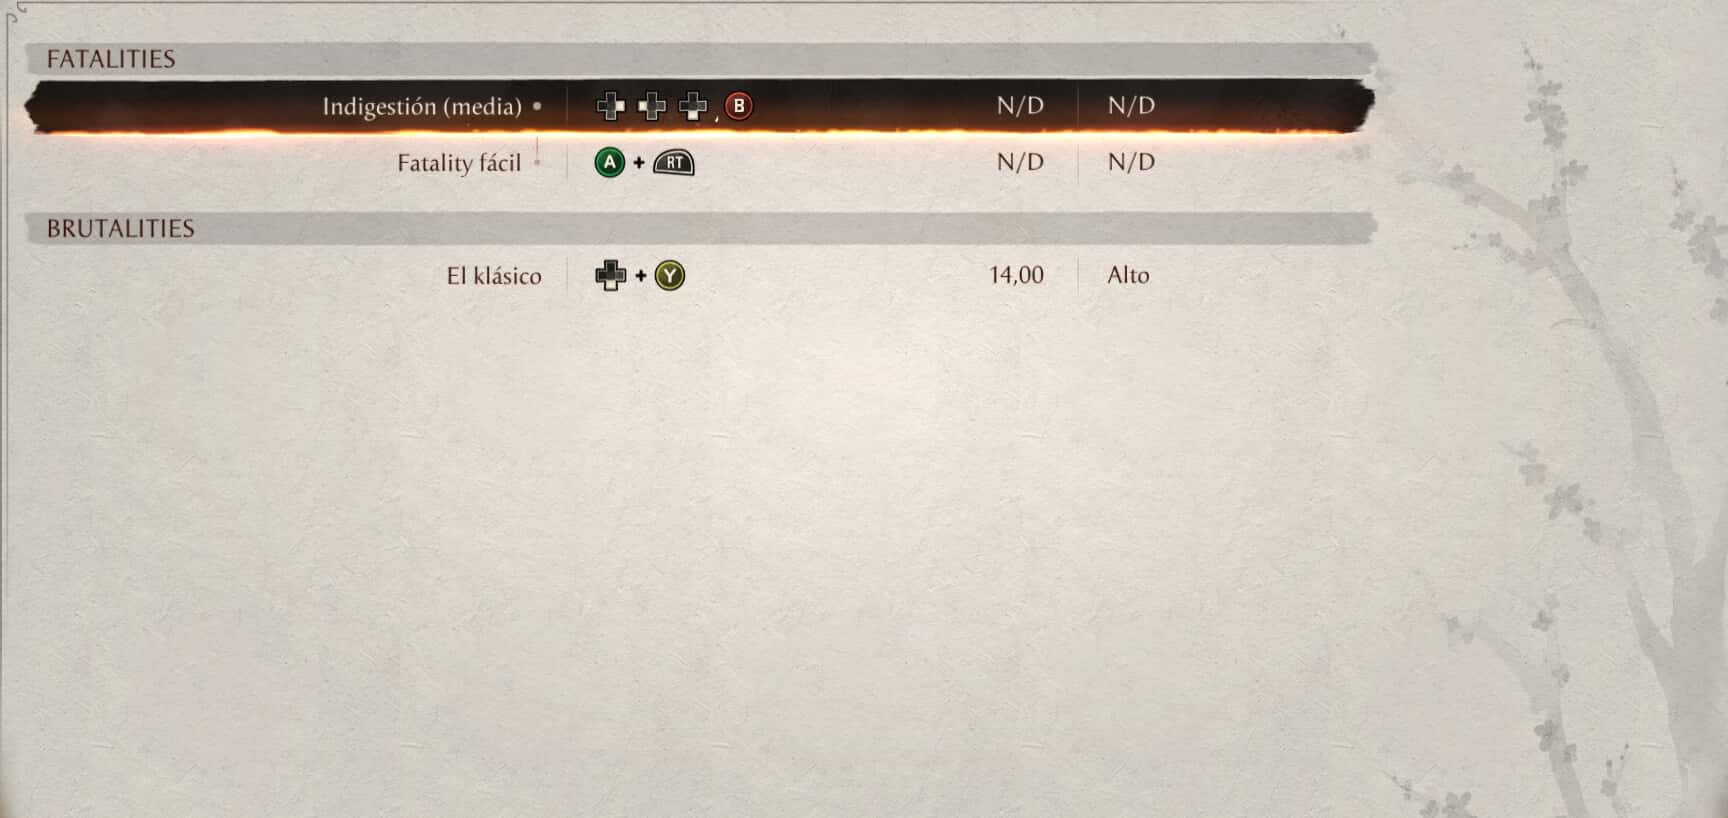 FATALITIES
Indigestión (media) , B N/D N/D
Fatality fácil A + RT N/D N/D
BRUTALITIES
El klásico + Y 14,00 Alto